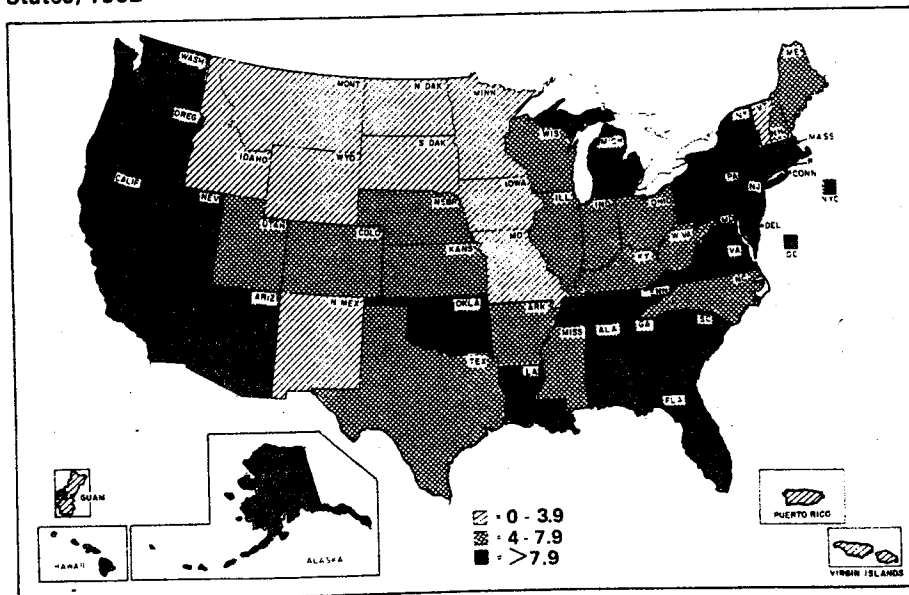 WASH
MONT
N DAK
MINN
ME
OREG
IDAHO
WYO
S DAK
WIS
MICH
NY
VT
NH
MASS
R
CONN
NYC
CALIF
NEV
UTAH
COLO
NEBR
IOWA
ILL
IND
OHIO
PA
NJ
DEL
DC
KANS
MO
KY
W VA
MD
VA
ARIZ
N MEX
OKLA
ARK
TENN
NC
SC
TEX
LA
MISS
ALA
GA
FLA
GUAM
HAWAII
ALASKA
= 0 - 3.9
= 4 - 7.9
= >7.9
PUERTO RICO
VIRGIN ISLANDS